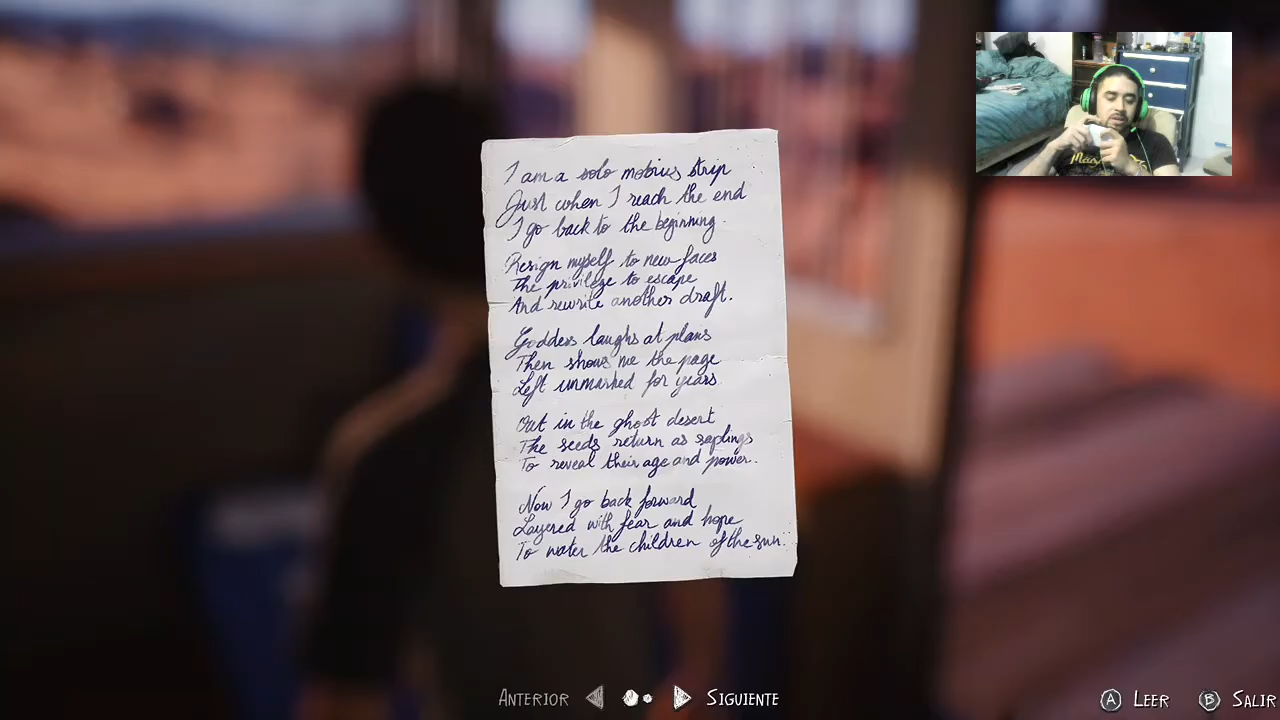 I am a solo mobius strip
Just when I reach the end
I go back to the beginning.
Resign myself to new faces
The privilege to escape
And rewrite another draft.
Goddess laughs at plans
Then shows me the page
Left unmarked for years
Out in the ghost desert
The seeds return as saplings
To reveal their age and power.
Now I go back forward
Layered with fear and hope
To water the children of the sun.
ANTERIOR SIGUIENTE
A LEER B SALIR